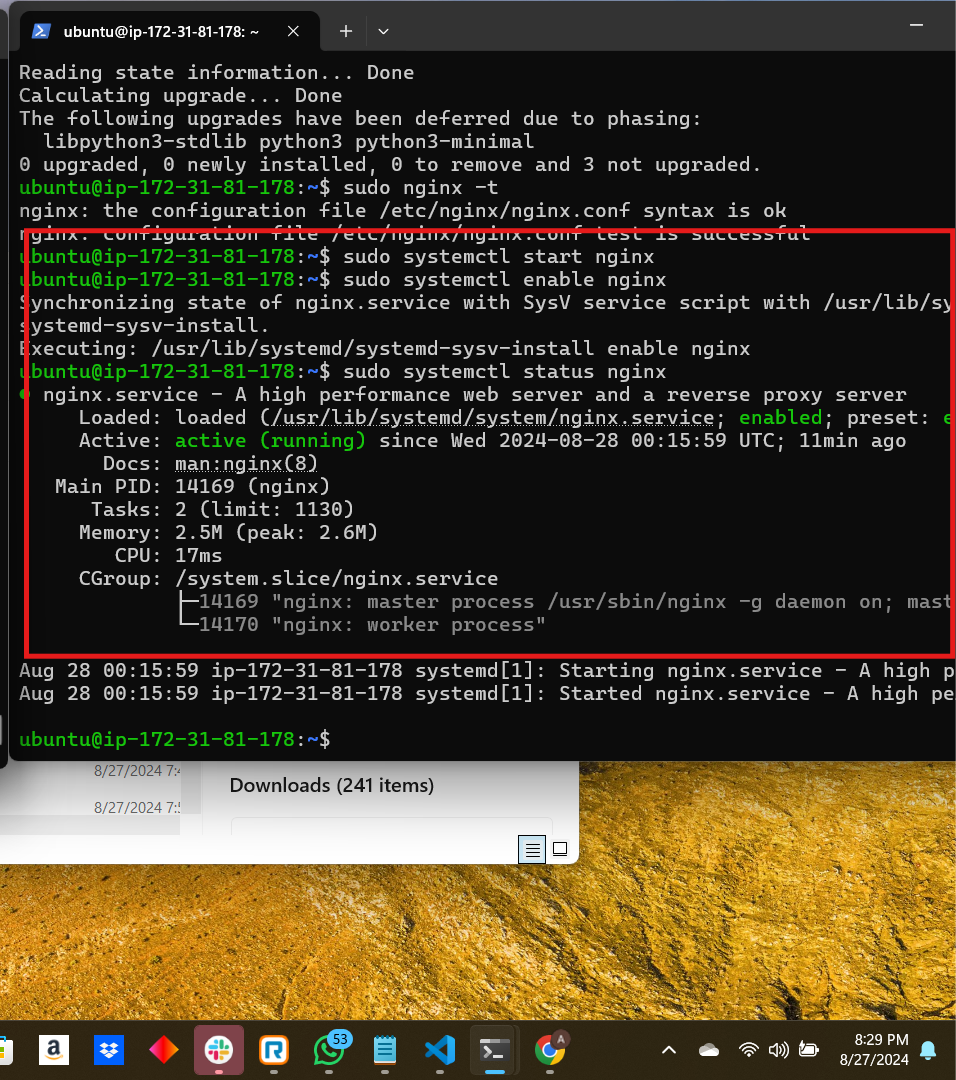 ubuntu@ip-172-31-81-178: ~
Reading state information... Done
Calculating upgrade... Done
The following upgrades have been deferred due to phasing:
libpython3-stdlib python3 python3-minimal
0 upgraded, 0 newly installed, 0 to remove and 3 not upgraded.
ubuntu@ip-172-31-81-178:~$ sudo nginx -t
nginx: the configuration file /etc/nginx/nginx.conf syntax is ok
nginx: configuration file /etc/nginx/nginx.conf test is successful
ubuntu@ip-172-31-81-178:~$ sudo systemctl start nginx
ubuntu@ip-172-31-81-178:~$ sudo systemctl enable nginx
Synchronizing state of nginx.service with SysV service script with /usr/lib/sy
systemd-sysv-install.
Executing: /usr/lib/systemd/systemd-sysv-install enable nginx
ubuntu@ip-172-31-81-178:~$ sudo systemctl status nginx
● nginx.service - A high performance web server and a reverse proxy server
Loaded: loaded (/usr/lib/systemd/system/nginx.service; enabled; preset: e
Active: active (running) since Wed 2024-08-28 00:15:59 UTC; 11min ago
Docs: man:nginx(8)
Main PID: 14169 (nginx)
Tasks: 2 (limit: 1130)
Memory: 2.5M (peak: 2.6M)
CPU: 17ms
CGroup: /system.slice/nginx.service
├─14169 "nginx: master process /usr/sbin/nginx -g daemon on; mast
└─14170 "nginx: worker process"
Aug 28 00:15:59 ip-172-31-81-178 systemd[1]: Starting nginx.service - A high p
Aug 28 00:15:59 ip-172-31-81-178 systemd[1]: Started nginx.service - A high pe
ubuntu@ip-172-31-81-178:~$
8/27/2024 7:4
Downloads (241 items)
8/27/2024 7:5
53
A
8:29 PM
8/27/2024